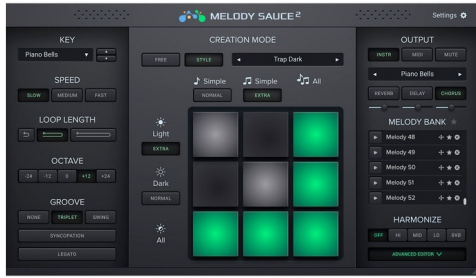 MELODY SAUCE 2
Settings
KEY
Piano Bells
SPEED
SLOW MEDIUM FAST
LOOP LENGTH
OCTAVE
-24 -12 0 +12 +24
GROOVE
NONE TRIPLET SWING
SYNCOPATION
LEGATO
CREATION MODE
FREE STYLE Trap Dark
Simple Simple All
NORMAL EXTRA
Light
EXTRA
Dark
NORMAL
All
OUTPUT
INSTR MIDI MUTE
Piano Bells
REVERB DELAY CHORUS
MELODY BANK
Melody 48
Melody 49
Melody 50
Melody 51
Melody 52
HARMONIZE
OFF HI MID LO 8VB
ADVANCED EDITOR